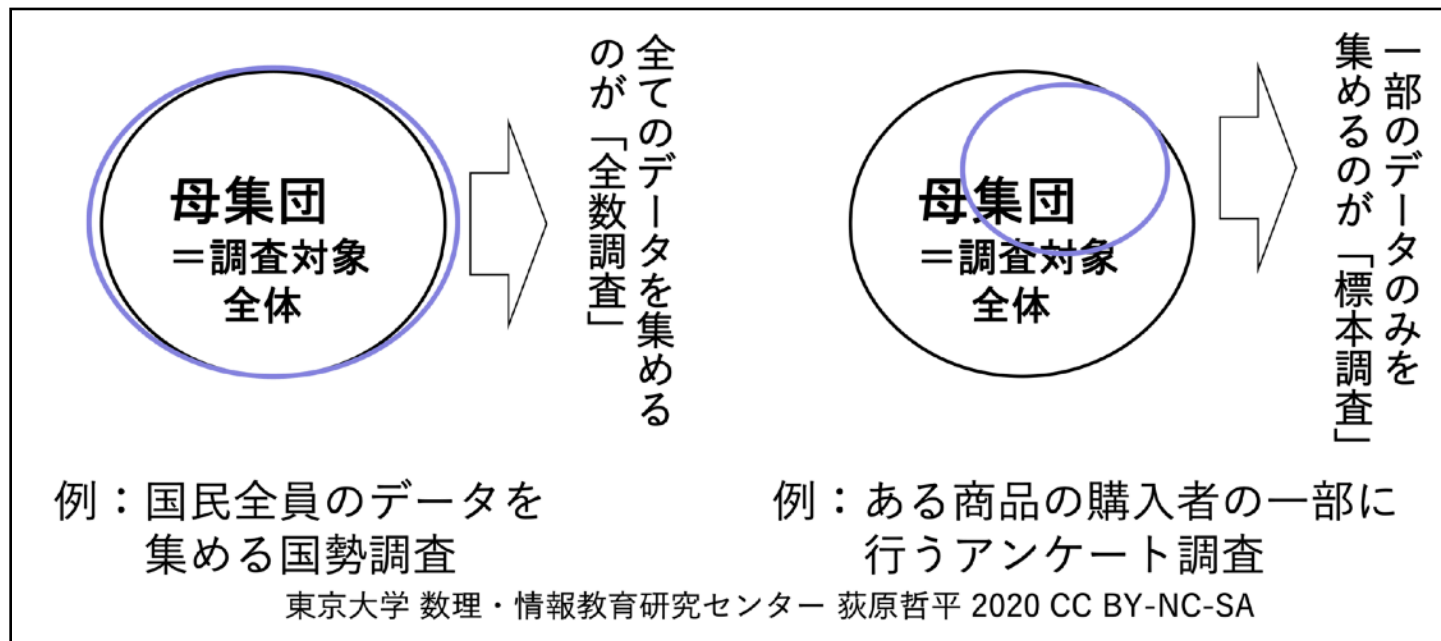 母集団
＝調査対象
全体
全てのデータを集める
のが「全数調査」
例：国民全員のデータを
集める国勢調査
母集団
＝調査対象
全体
一部のデータのみを
集めるのが「標本調査」
例：ある商品の購入者の一部に
行うアンケート調査
東京大学 数理・情報教育研究センター 荻原哲平 2020 CC BY-NC-SA